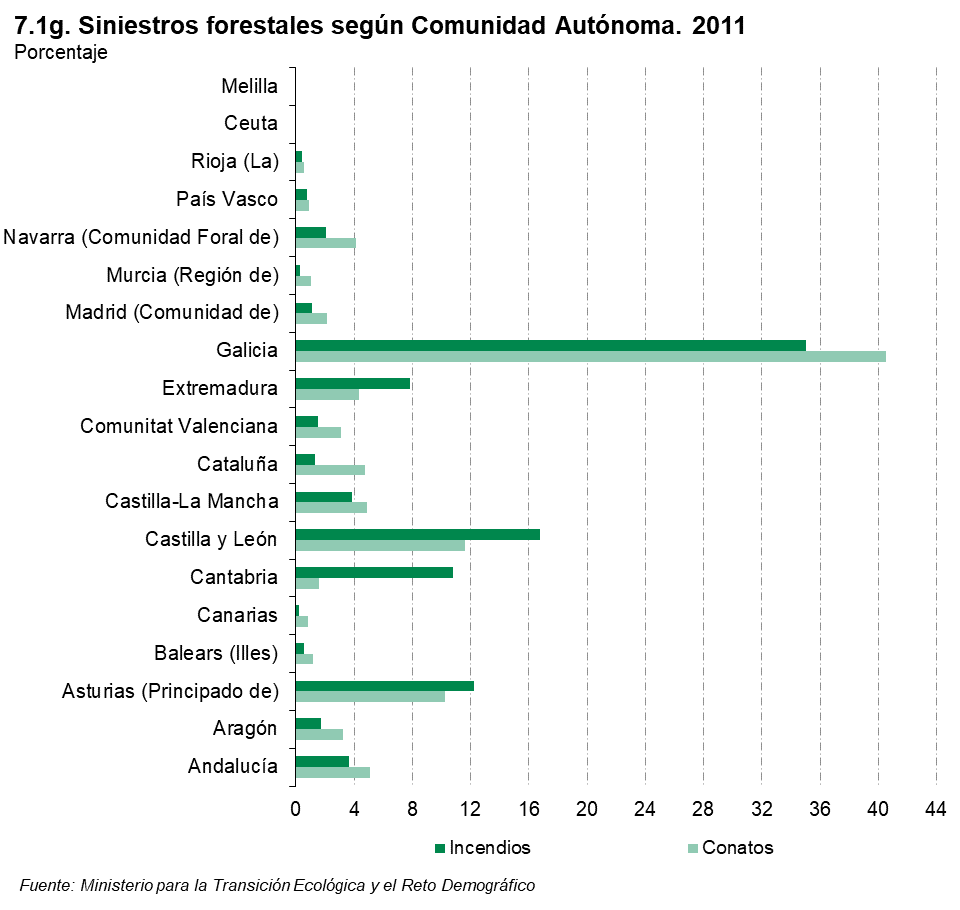 7.1g. Siniestros forestales según Comunidad Autónoma. 2011
Porcentaje
Melilla
Ceuta
Rioja (La)
País Vasco
Navarra (Comunidad Foral de)
Murcia (Región de)
Madrid (Comunidad de)
Galicia
Extremadura
Comunitat Valenciana
Cataluña
Castilla-La Mancha
Castilla y León
Cantabria
Canarias
Balears (Illes)
Asturias (Principado de)
Aragón
Andalucía
0 4 8 12 16 20 24 28 32 36 40 44
Incendios Conatos
Fuente: Ministerio para la Transición Ecológica y el Reto Demográfico